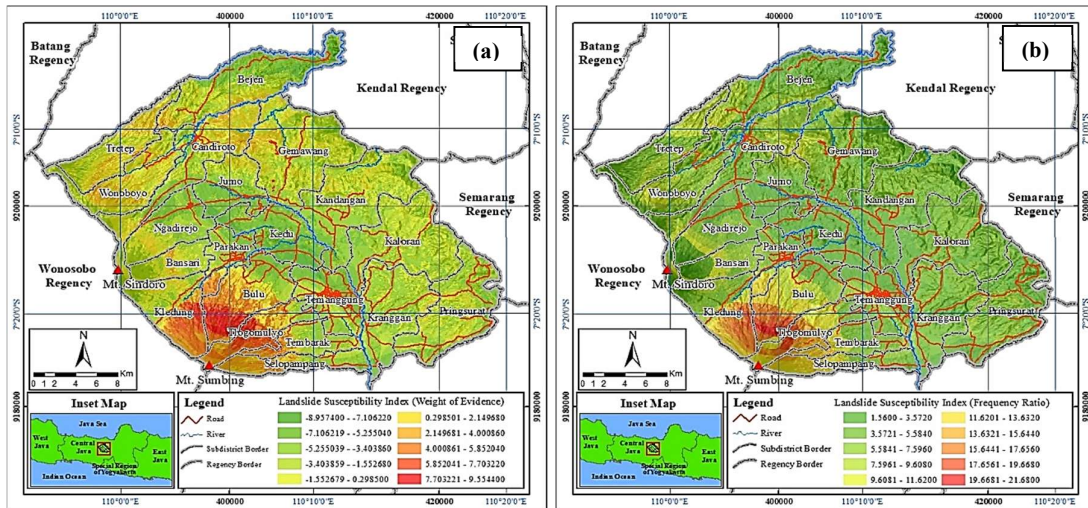 110°0'0"E 400000 110°10'0"E 420000 110°20'0"E
Batang
Regency
(a)
Bejen
Kendal Regency
7°10'0"S
Tretep
Candiroto
Gemawang
Wonoboyo
Jumo
Kandangan
9200000
Semarang
Regency
Ngadirejo
Kedu
Kaloran
Parakan
Bansari
Wonosobo
Regency
Mt. Sindoro
Bulu
Temanggung
7°20'0"S
Kledung
Pringsurat
Kranggan
Tlogomulyo
Tembarak
Selopampang
Mt. Sumbing
N
0 1 2 4 6 8
Km
9180000
Inset Map
Java Sea
West
Java
Central
Java
East
Java
Special Region
of Yogyakarta
Indian Ocean
Legend
Road
River
Subdistrict Border
Regency Border
Landslide Susceptibility Index (Weight of Evidence)
-8.957400 - -7.106220
-7.106219 - -5.255040
-5.255039 - -3.403860
-3.403859 - -1.552680
-1.552679 - 0.298500
0.298501 - 2.149680
2.149681 - 4.000860
4.000861 - 5.852040
5.852041 - 7.703220
7.703221 - 9.554400
110°0'0"E 400000 110°10'0"E 420000 110°20'0"E
110°0'0"E 400000 110°10'0"E 420000 110°20'0"E
Batang
Regency
(b)
Bejen
Kendal Regency
7°10'0"S
Tretep
Candiroto
Gemawang
Wonoboyo
Jumo
Kandangan
9200000
Semarang
Regency
Ngadirejo
Kedu
Kaloran
Parakan
Bansari
Wonosobo
Regency
Mt. Sindoro
Bulu
Temanggung
7°20'0"S
Kledung
Pringsurat
Kranggan
Tlogomulyo
Tembarak
Selopampang
Mt. Sumbing
N
0 1 2 4 6 8
Km
9180000
Inset Map
Java Sea
West
Java
Central
Java
East
Java
Special Region
of Yogyakarta
Indian Ocean
Legend
Road
River
Subdistrict Border
Regency Border
Landslide Susceptibility Index (Frequency Ratio)
1.5600 - 3.5720
3.5721 - 5.5840
5.5841 - 7.5960
7.5961 - 9.6080
9.6081 - 11.6200
11.6201 - 13.6320
13.6321 - 15.6440
15.6441 - 17.6560
17.6561 - 19.6680
19.6681 - 21.6800
110°0'0"E 400000 110°10'0"E 420000 110°20'0"E